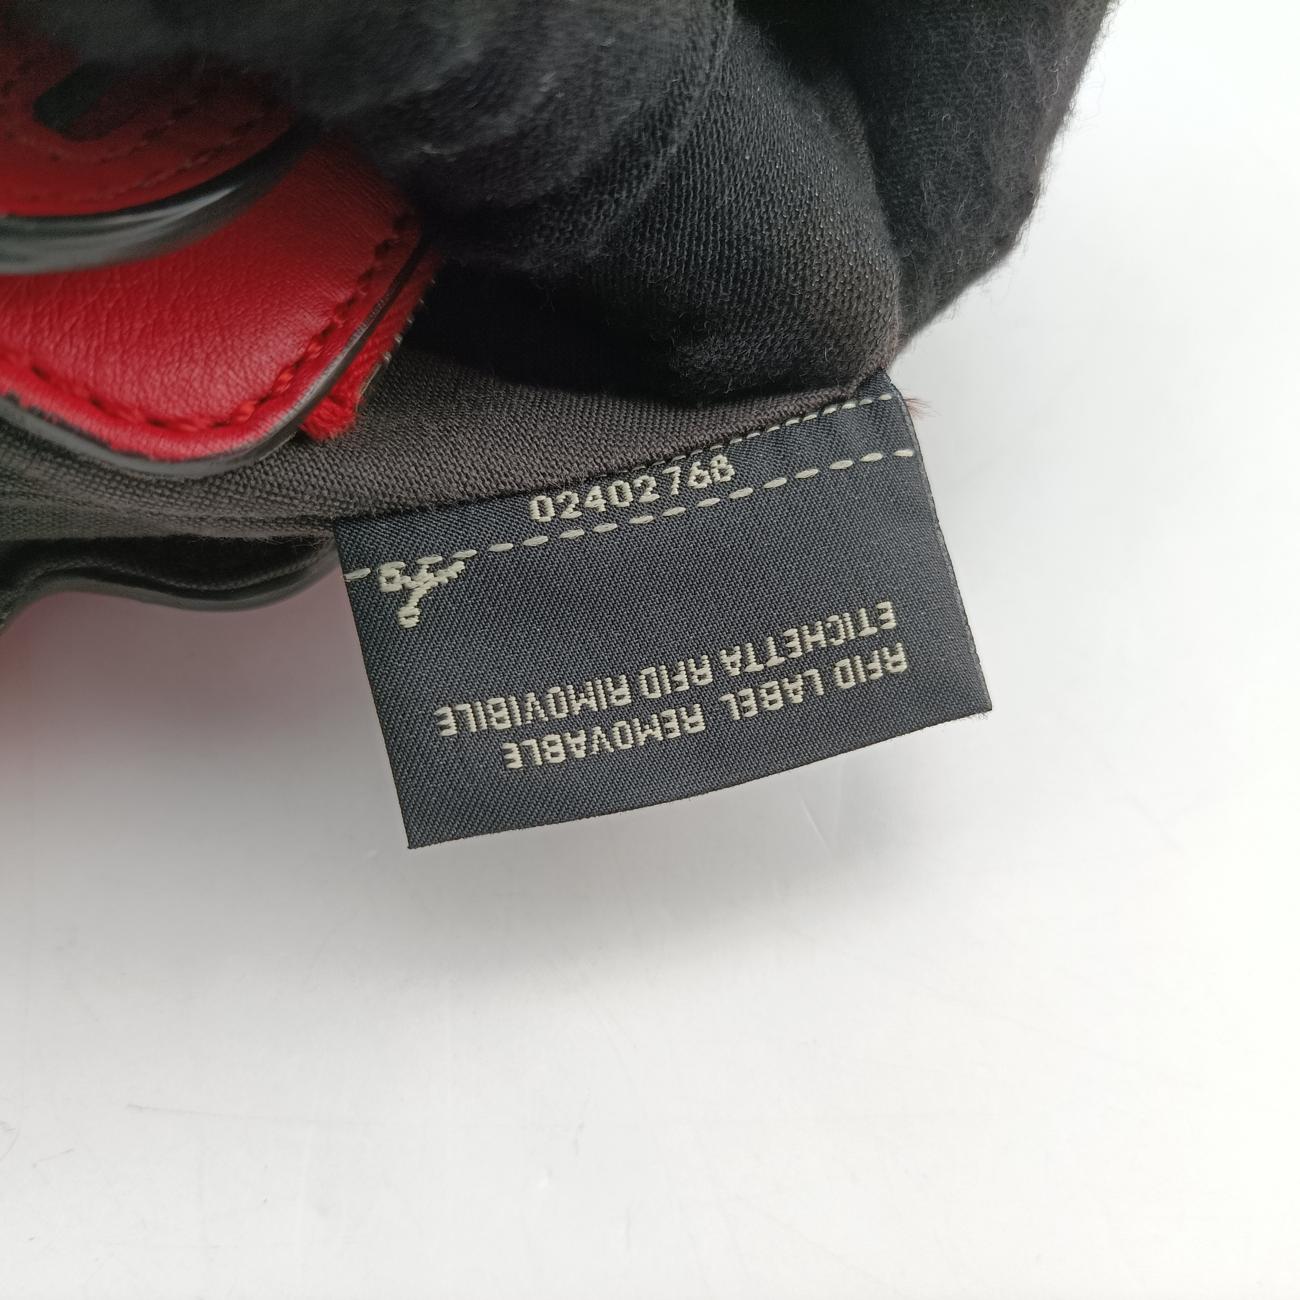 02402768
RFID LABEL REMOVABLE
ETICHETTA RFID RIMOVIBILE